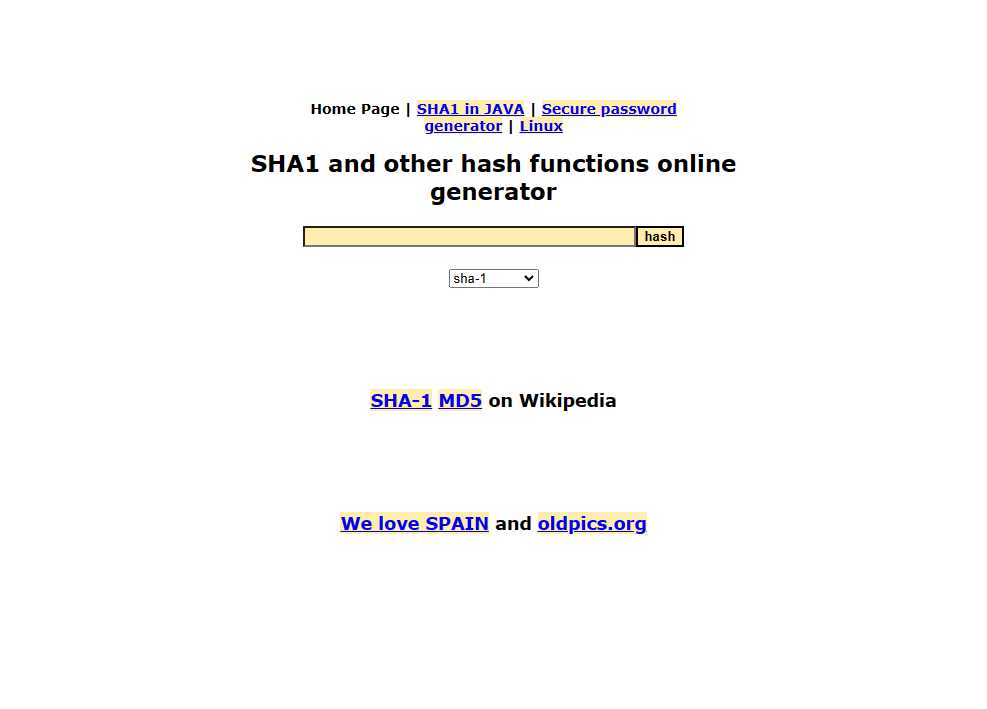 Home Page | SHA1 in JAVA | Secure password
generator | Linux
SHA1 and other hash functions online
generator
hash
sha-1
SHA-1 MD5 on Wikipedia
We love SPAIN and oldpics.org